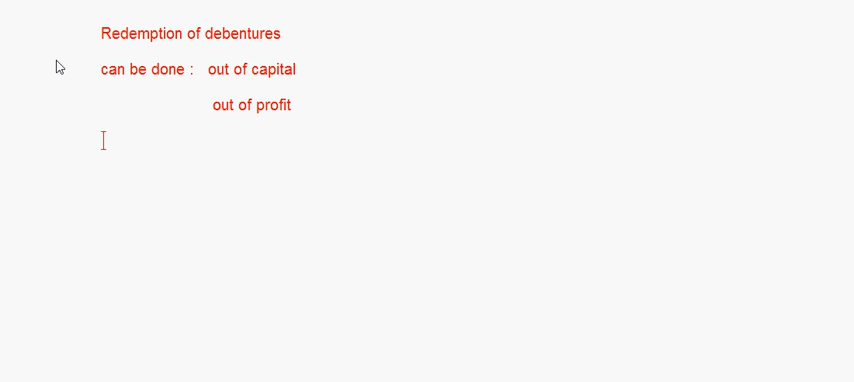 Redemption of debentures
can be done : out of capital
out of profit